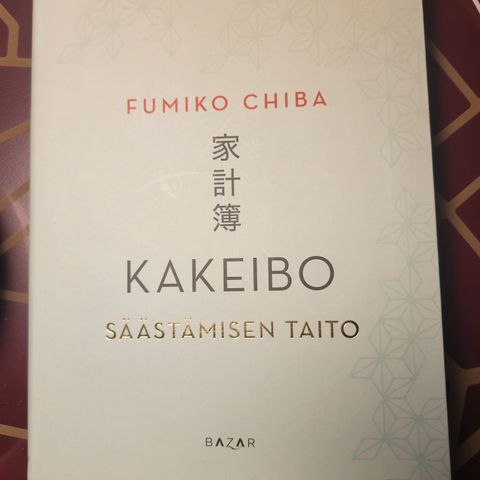 FUMIKO CHIBA
家
計
簿
KAKEIBO
SÄÄSTÄMISEN TAITO
BAZAR